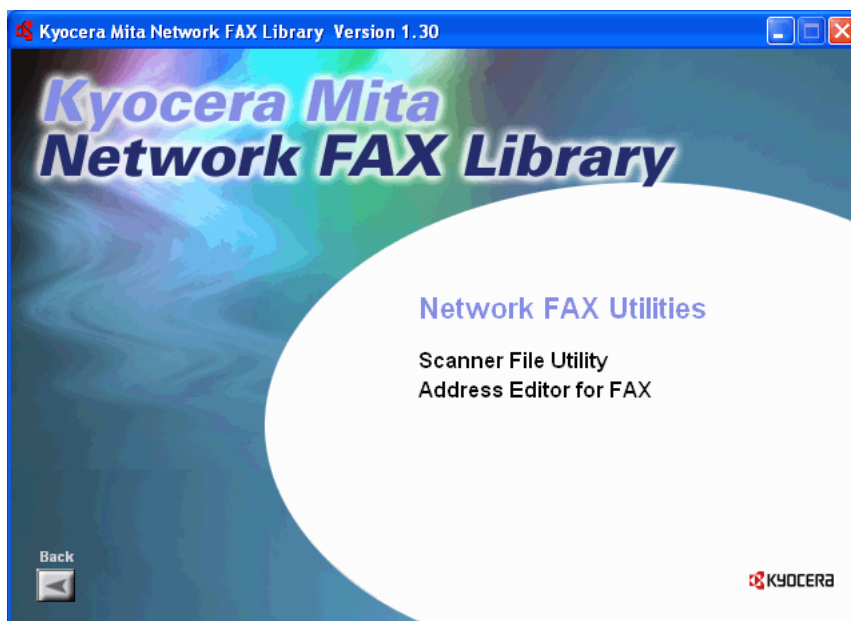 Kyocera Mita Network FAX Library Version 1.30
Kyocera Mita
Network FAX Library
Network FAX Utilities
Scanner File Utility
Address Editor for FAX
Back
KYOCERA